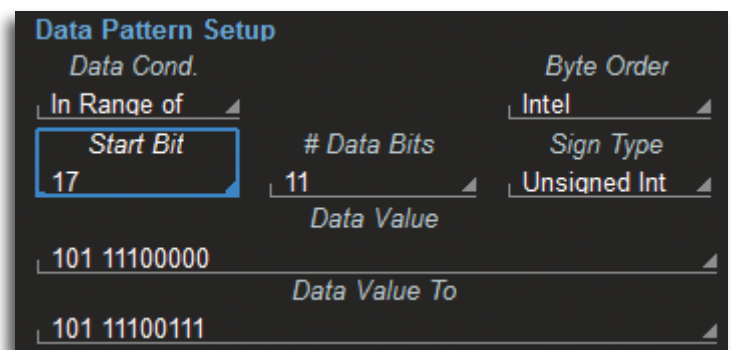 Data Pattern Setup
Data Cond. Byte Order
In Range of Intel
Start Bit # Data Bits Sign Type
17 11 Unsigned Int
Data Value
101 11100000
Data Value To
101 11100111